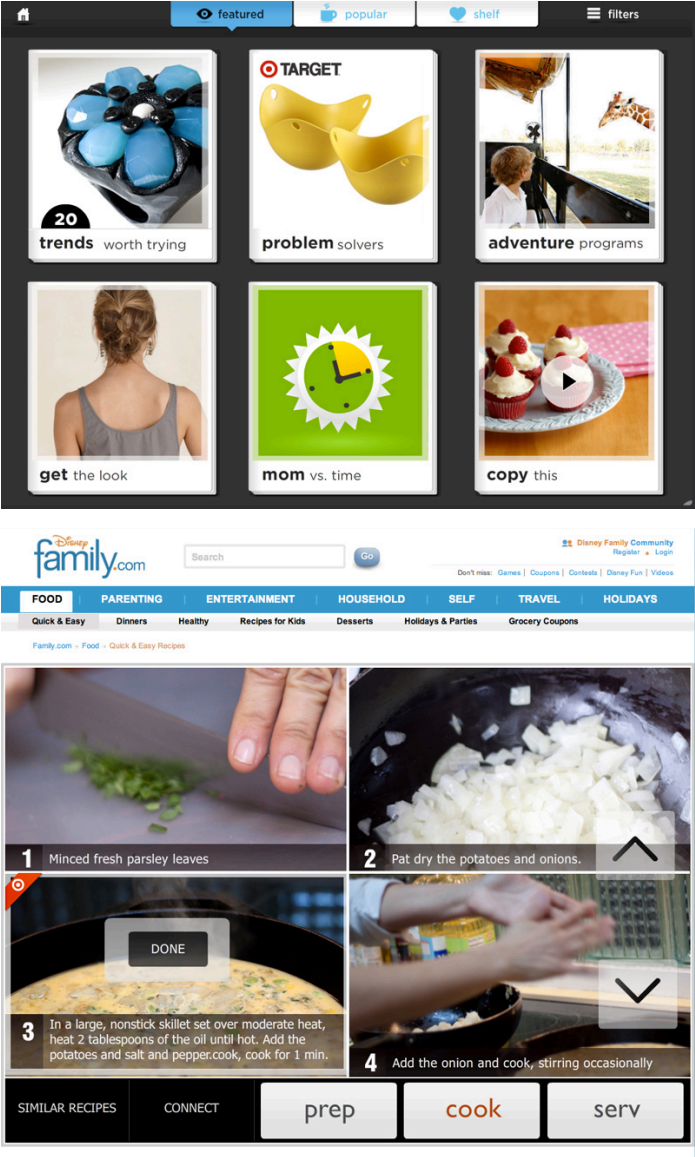 featured
popular
shelf
filters
TARGET
20
trends worth trying
problem solvers
adventure programs
get the look
mom vs. time
copy this
Disney
family.com
Search
Go
Disney Family Community
Register • Login
Don't miss: Games | Coupons | Contests | Disney Fun | Videos
FOOD PARENTING ENTERTAINMENT HOUSEHOLD SELF TRAVEL HOLIDAYS
Quick & Easy Dinners Healthy Recipes for Kids Desserts Holidays & Parties Grocery Coupons
Family.com » Food » Quick & Easy Recipes
1 Minced fresh parsley leaves
2 Pat dry the potatoes and onions.
DONE
3 In a large, nonstick skillet set over moderate heat,
heat 2 tablespoons of the oil until hot. Add the
potatoes and salt and pepper.cook, cook for 1 min.
4 Add the onion and cook, stirring occasionally
SIMILAR RECIPES
CONNECT
prep
cook
serv